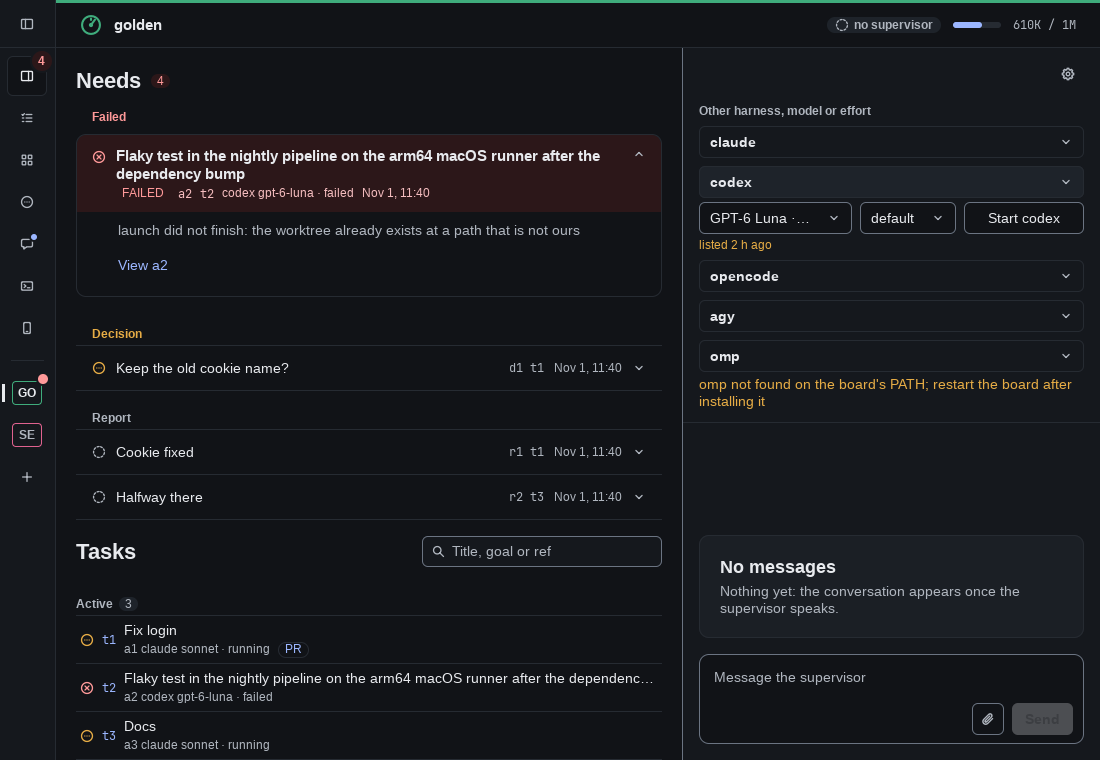 golden
no supervisor
610K / 1M
4
Needs 4
Failed
Flaky test in the nightly pipeline on the arm64 macOS runner after the
dependency bump
FAILED a2 t2 codex gpt-6-luna · failed Nov 1, 11:40
launch did not finish: the worktree already exists at a path that is not ours
View a2
Decision
Keep the old cookie name? d1 t1 Nov 1, 11:40
Report
Cookie fixed r1 t1 Nov 1, 11:40
Halfway there r2 t3 Nov 1, 11:40
GO
SE
Tasks
Title, goal or ref
Active 3
t1 Fix login
a1 claude sonnet · running PR
t2 Flaky test in the nightly pipeline on the arm64 macOS runner after the dependenc…
a2 codex gpt-6-luna · failed
t3 Docs
a3 claude sonnet · running
Other harness, model or effort
claude
codex
GPT-6 Luna ·… default Start codex
listed 2 h ago
opencode
agy
omp
omp not found on the board's PATH; restart the board after
installing it
No messages
Nothing yet: the conversation appears once the
supervisor speaks.
Message the supervisor
Send